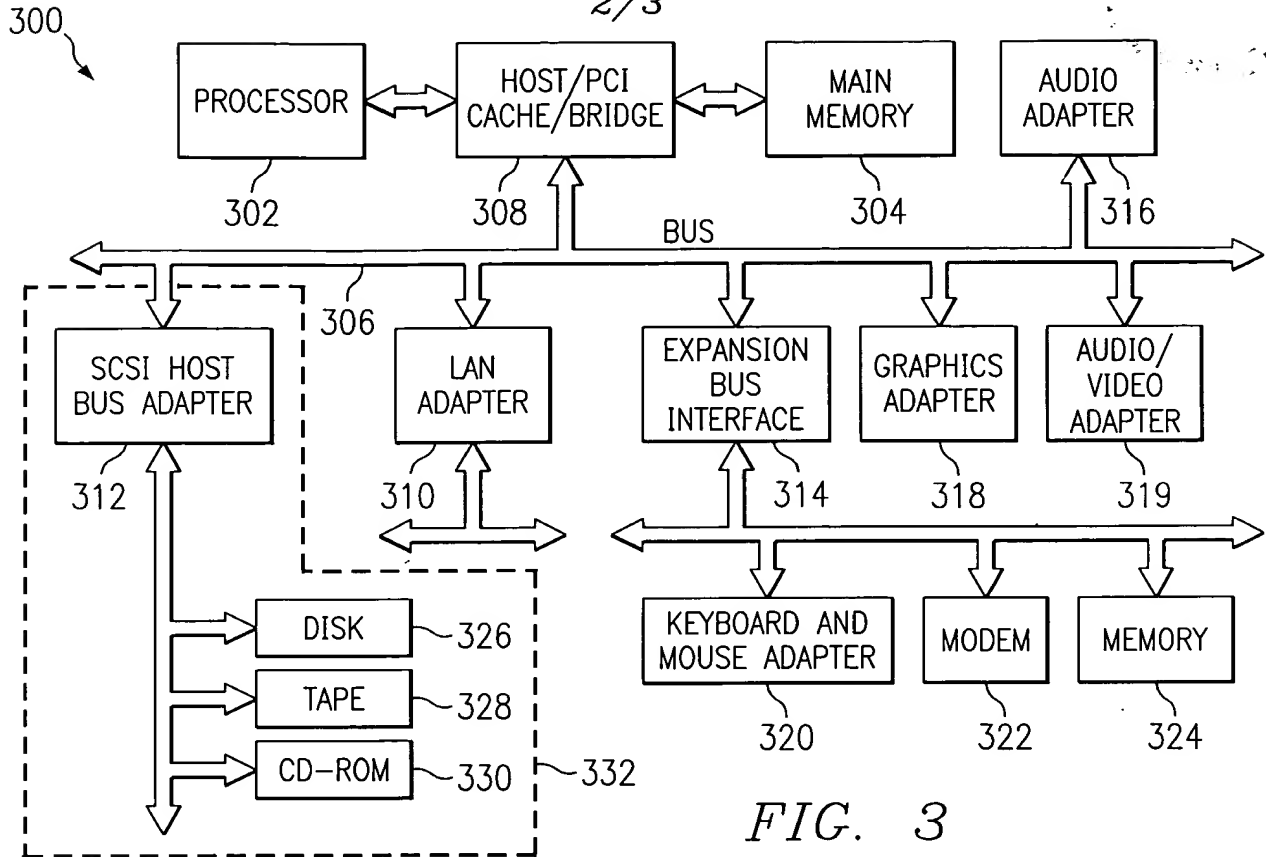 2/3
300
PROCESSOR
HOST/PCI
CACHE/BRIDGE
MAIN
MEMORY
AUDIO
ADAPTER
302
308
304
316
BUS
306
SCSI HOST
BUS ADAPTER
LAN
ADAPTER
EXPANSION
BUS
INTERFACE
GRAPHICS
ADAPTER
AUDIO/
VIDEO
ADAPTER
312
310
314
318
319
DISK
326
TAPE
328
CD-ROM
330
332
KEYBOARD AND
MOUSE ADAPTER
MODEM
MEMORY
320
322
324
FIG. 3